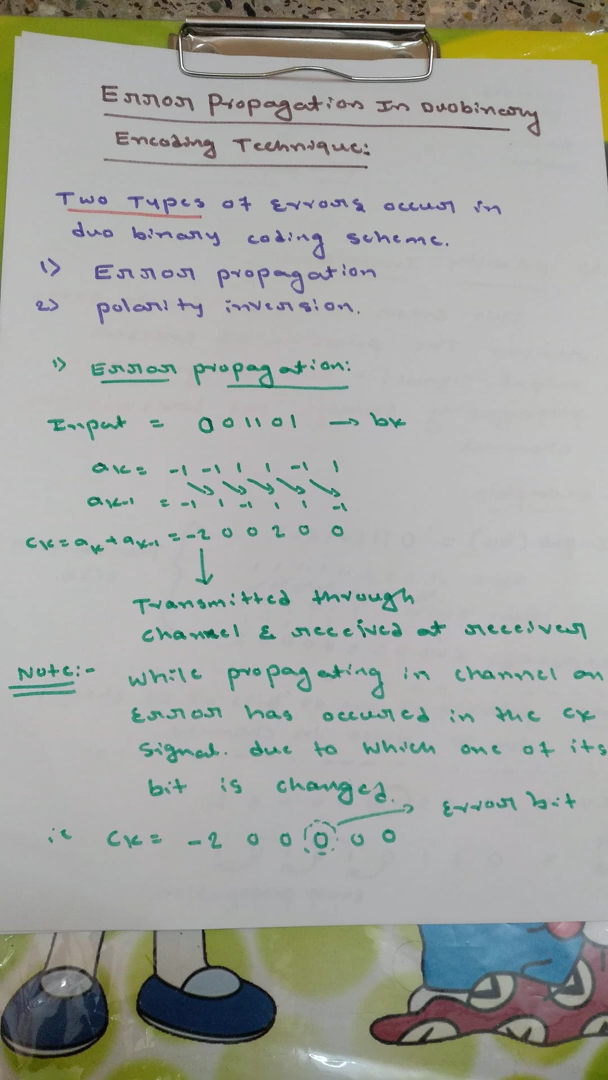 Error Propagation In Duobinary
Encoding Technique:
Two Types of Errors occur in
duo binary coding scheme.
1) Error propagation
2) polarity inversion.
1) Error propagation:
Input = 001101 → bk
ak = -1 -1 1 1 -1 1
ak-1 = -1 1 -1 1 1 -1
Ck = ak + ak-1 = -2 0 0 2 0 0
Transmitted through
channel & received at receiver
Note:- while propagating in channel an
Error has occured in the Ck
signal. due to which one of its
bit is changed.
Error bit
ie Ck = -2 0 0 0 0 0